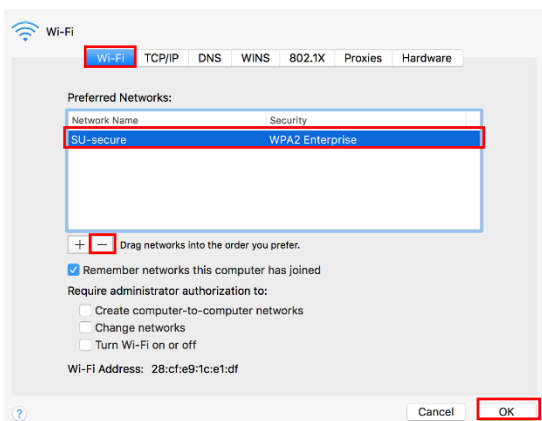 Wi-Fi
Wi-Fi TCP/IP DNS WINS 802.1X Proxies Hardware
Preferred Networks:
Network Name Security
SU-secure WPA2 Enterprise
+ − Drag networks into the order you prefer.
Remember networks this computer has joined
Require administrator authorization to:
Create computer-to-computer networks
Change networks
Turn Wi-Fi on or off
Wi-Fi Address: 28:cf:e9:1c:e1:df
? Cancel OK